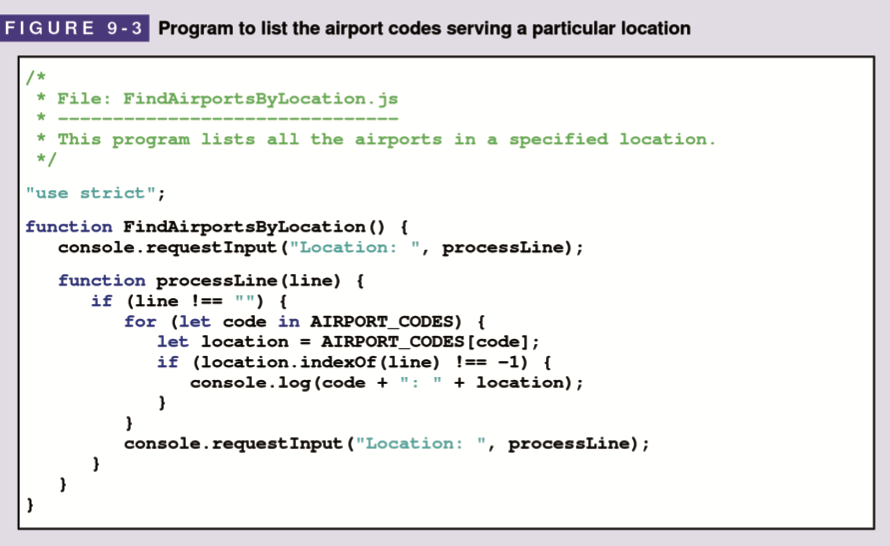 FIGURE 9-3 Program to list the airport codes serving a particular location
/*
 * File: FindAirportsByLocation.js
 * -------------------------------
 * This program lists all the airports in a specified location.
 */
"use strict";
function FindAirportsByLocation() {
   console.requestInput("Location: ", processLine);
   function processLine(line) {
      if (line !== "") {
         for (let code in AIRPORT_CODES) {
            let location = AIRPORT_CODES[code];
            if (location.indexOf(line) !== -1) {
               console.log(code + ": " + location);
            }
         }
         console.requestInput("Location: ", processLine);
      }
   }
}